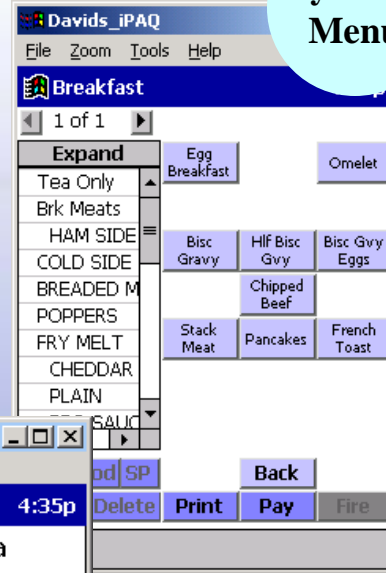 Davids_iPAQ
Menu
File Zoom Tools Help
Breakfast
1 of 1
Expand
Tea Only
Brk Meats
HAM SIDE
COLD SIDE
BREADED M
POPPERS
FRY MELT
CHEDDAR
PLAIN
SAUC
Egg Breakfast
Omelet
Bisc Gravy
Hlf Bisc Gvy
Bisc Gvy Eggs
Chipped Beef
Stack Meat
Pancakes
French Toast
od SP Back
Delete Print Pay Fire
4:35p
a